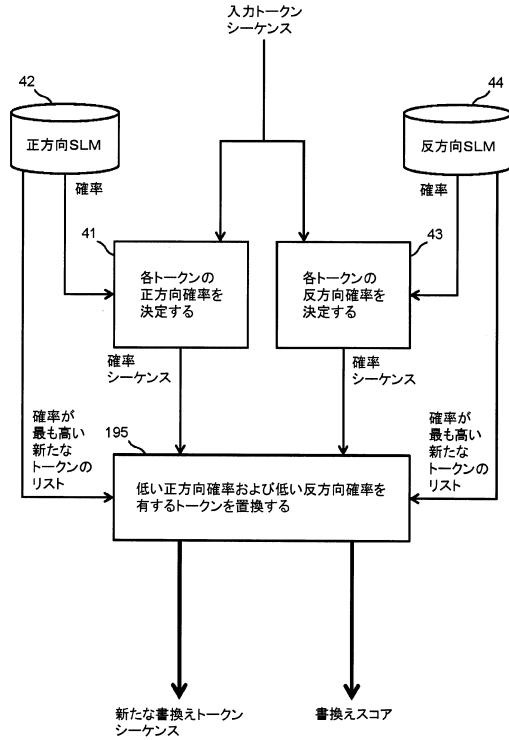 入力トークン
シーケンス
42
正方向SLM
確率
44
反方向SLM
確率
41
各トークンの
正方向確率を
決定する
43
各トークンの
反方向確率を
決定する
確率
シーケンス
確率
シーケンス
確率が
最も高い
新たな
トークンの
リスト
確率が
最も高い
新たな
トークンの
リスト
195
低い正方向確率および低い反方向確率を
有するトークンを置換する
新たな書換えトークン
シーケンス
書換えスコア